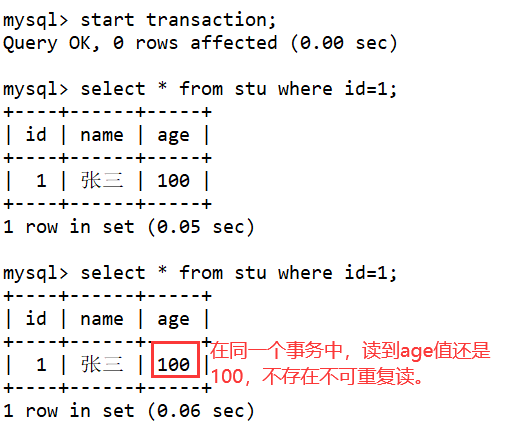 mysql> start transaction;
Query OK, 0 rows affected (0.00 sec)
mysql> select * from stu where id=1;
+----+------+-----+
| id | name | age |
+----+------+-----+
|  1 | 张三 | 100 |
+----+------+-----+
1 row in set (0.05 sec)
mysql> select * from stu where id=1;
+----+------+-----+
| id | name | age |
+----+------+-----+
|  1 | 张三 | 100 |
+----+------+-----+
在同一个事务中，读到age值还是
100，不存在不可重复读。
1 row in set (0.06 sec)